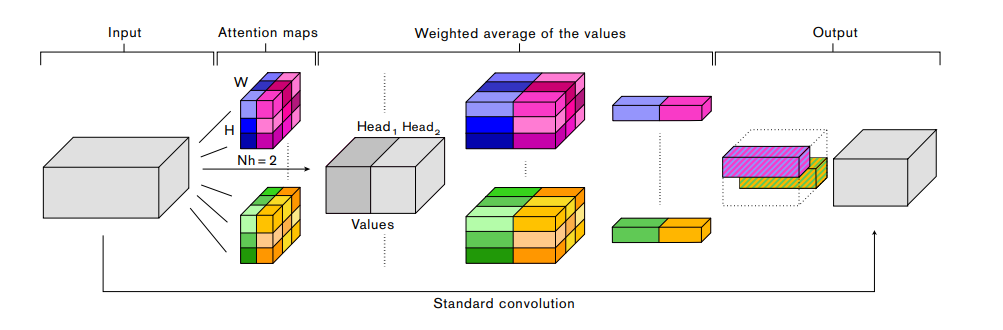 Input
Attention maps
Weighted average of the values
Output
W
H
Head1 Head2
Nh = 2
Values
Standard convolution